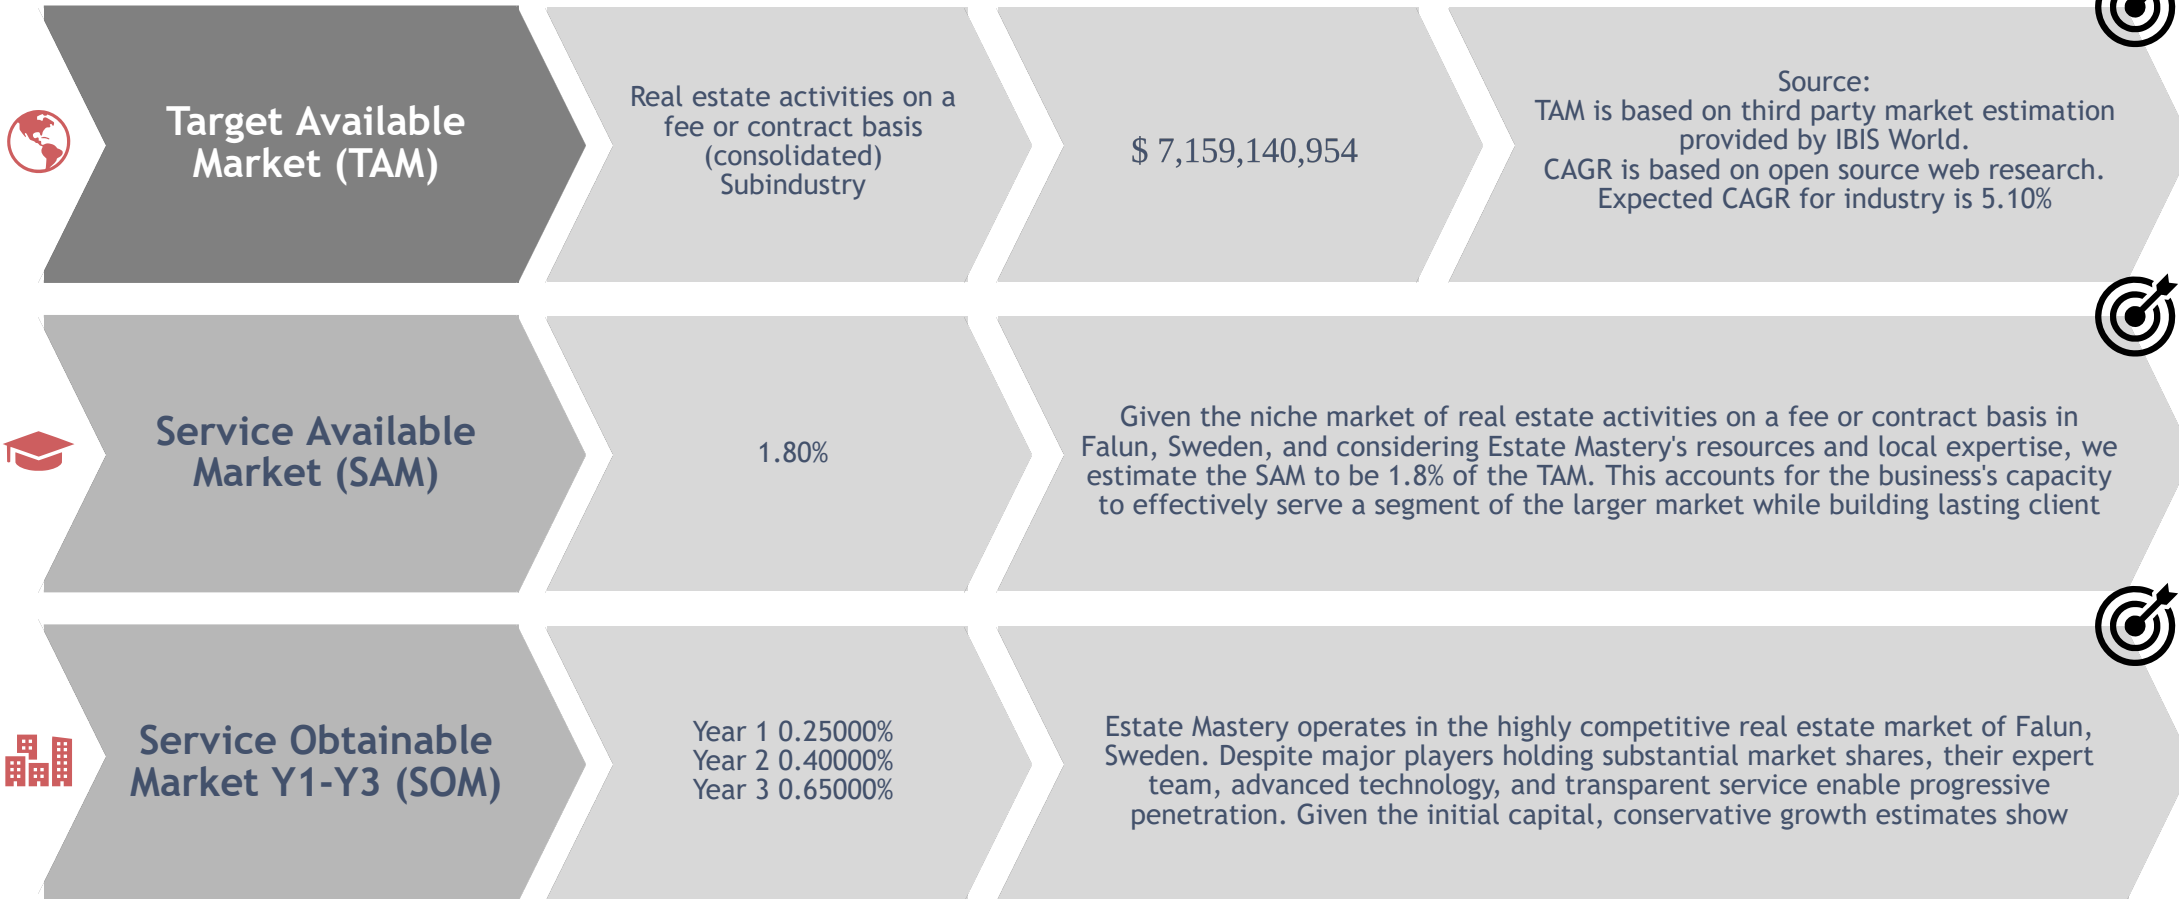 Target Available
Market (TAM)
Real estate activities on a
fee or contract basis
(consolidated)
Subindustry
$ 7,159,140,954
Source:
TAM is based on third party market estimation
provided by IBIS World.
CAGR is based on open source web research.
Expected CAGR for industry is 5.10%
Service Available
Market (SAM)
1.80%
Given the niche market of real estate activities on a fee or contract basis in
Falun, Sweden, and considering Estate Mastery's resources and local expertise, we
estimate the SAM to be 1.8% of the TAM. This accounts for the business's capacity
to effectively serve a segment of the larger market while building lasting client
Service Obtainable
Market Y1-Y3 (SOM)
Year 1 0.25000%
Year 2 0.40000%
Year 3 0.65000%
Estate Mastery operates in the highly competitive real estate market of Falun,
Sweden. Despite major players holding substantial market shares, their expert
team, advanced technology, and transparent service enable progressive
penetration. Given the initial capital, conservative growth estimates show